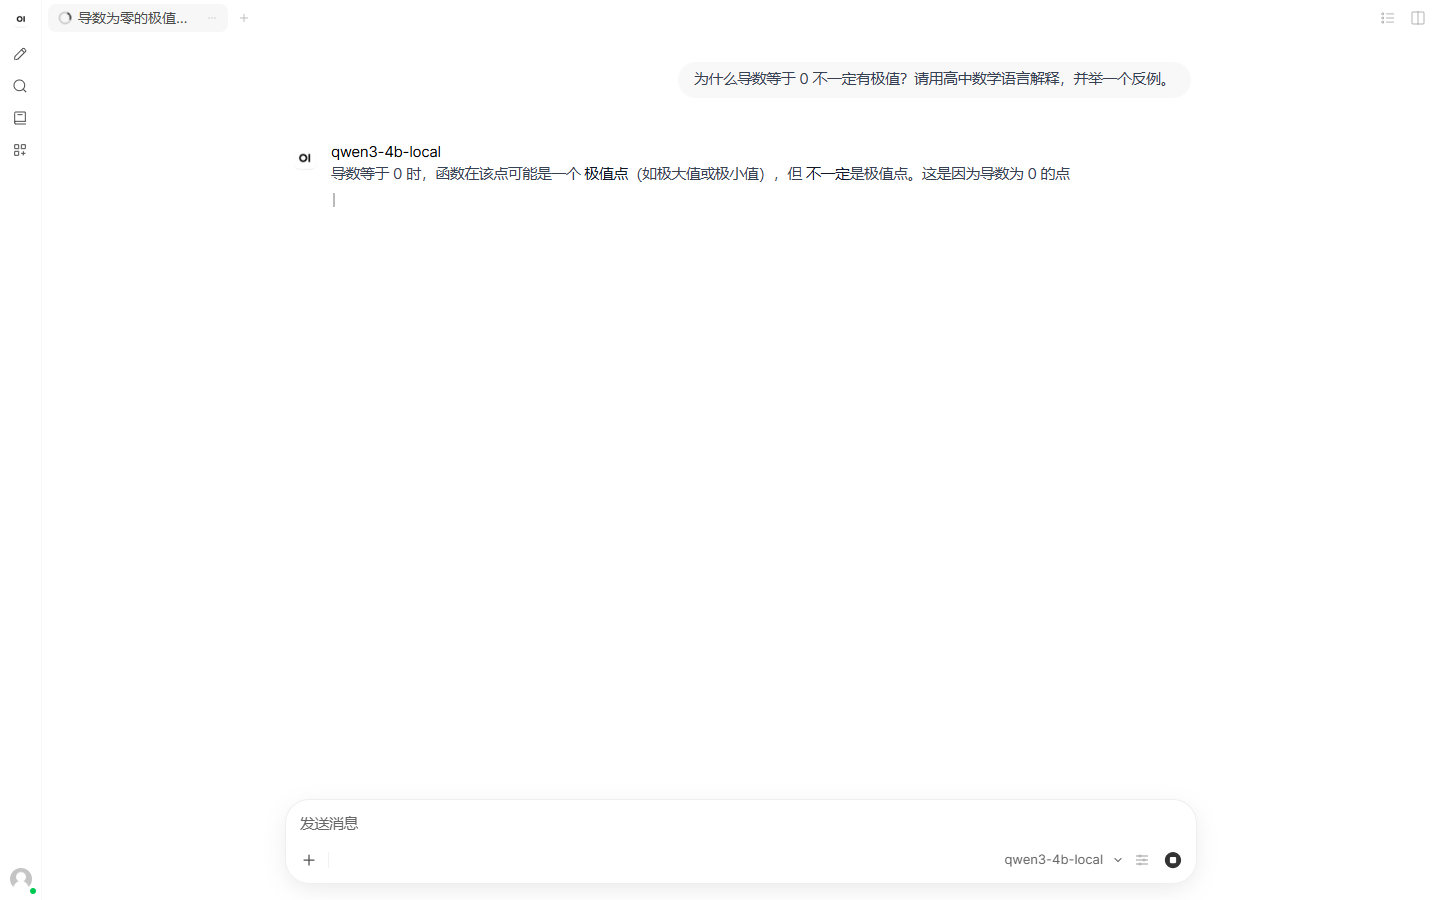 OI
导数为零的极值...
为什么导数等于 0 不一定有极值？请用高中数学语言解释，并举一个反例。
OI
qwen3-4b-local
导数等于 0 时，函数在该点可能是一个 极值点（如极大值或极小值），但 不一定是极值点。这是因为导数为 0 的点
发送消息
qwen3-4b-local